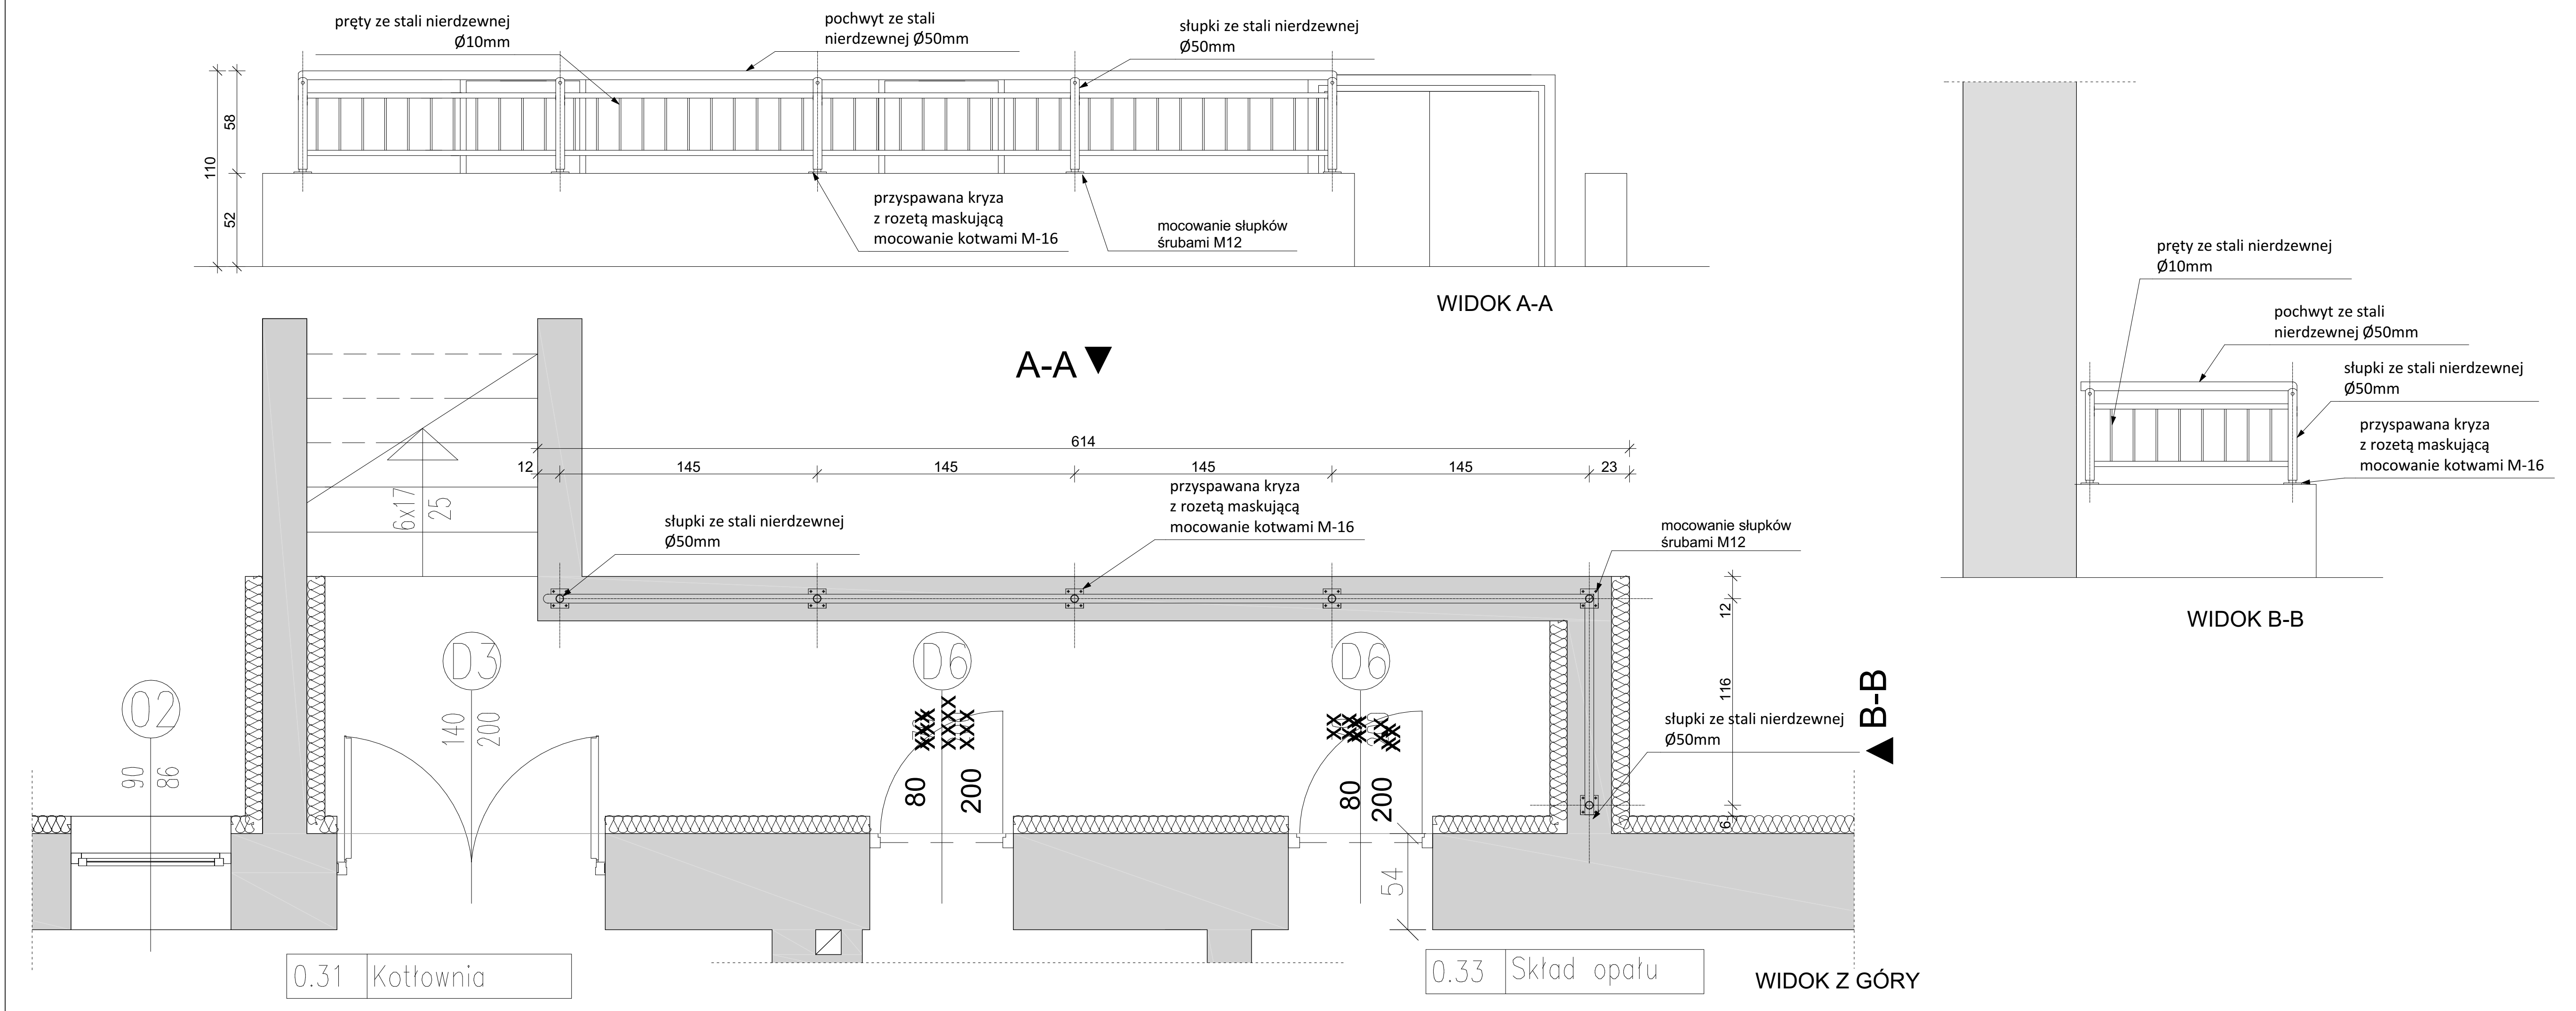 pręty ze stali nierdzewnej
Ø10mm
pochwyt ze stali
nierdzewnej Ø50mm
słupki ze stali nierdzewnej
Ø50mm
58
110
52
przyspawana kryza
z rozetą maskującą
mocowanie kotwami M-16
mocowanie słupków
śrubami M12
WIDOK A-A
pręty ze stali nierdzewnej
Ø10mm
pochwyt ze stali
nierdzewnej Ø50mm
słupki ze stali nierdzewnej
Ø50mm
przyspawana kryza
z rozetą maskującą
mocowanie kotwami M-16
WIDOK B-B
A-A
614
12 145 145 145 145 23
6x17
25
słupki ze stali nierdzewnej
Ø50mm
przyspawana kryza
z rozetą maskującą
mocowanie kotwami M-16
mocowanie słupków
śrubami M12
12
116
6
B-B
słupki ze stali nierdzewnej
Ø50mm
O2
90
86
D3
140
200
D6
80
200
D6
80
200
54
0.31 Kotłownia
0.33 Skład opału
WIDOK Z GÓRY